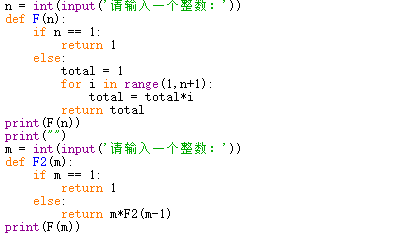 n = int(input('请输入一个整数：'))
def F(n):
    if n == 1:
        return 1
    else:
        total = 1
        for i in range(1,n+1):
            total = total*i
        return total
print(F(n))
print("")
m = int(input('请输入一个整数：'))
def F2(m):
    if m == 1:
        return 1
    else:
        return m*F2(m-1)
print(F(m))